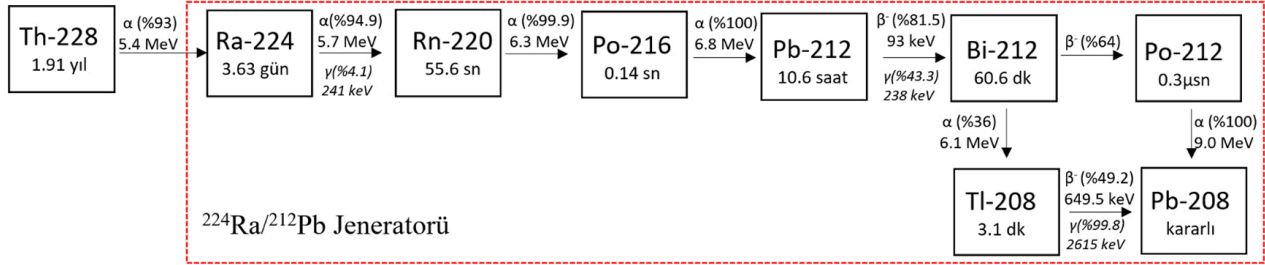 Th-228
1.91 yıl
α (%93)
5.4 MeV
Ra-224
3.63 gün
α(%94.9)
5.7 MeV
γ(%4.1)
241 keV
Rn-220
55.6 sn
α (%99.9)
6.3 MeV
Po-216
0.14 sn
α (%100)
6.8 MeV
Pb-212
10.6 saat
β⁻(%81.5)
93 keV
γ(%43.3)
238 keV
Bi-212
60.6 dk
β⁻(%64)
Po-212
0.3µsn
α (%36)
6.1 MeV
α (%100)
9.0 MeV
Tl-208
3.1 dk
β⁻(%49.2)
649.5 keV
γ(%99.8)
2615 keV
Pb-208
kararlı
²²⁴Ra/²¹²Pb Jeneratorü